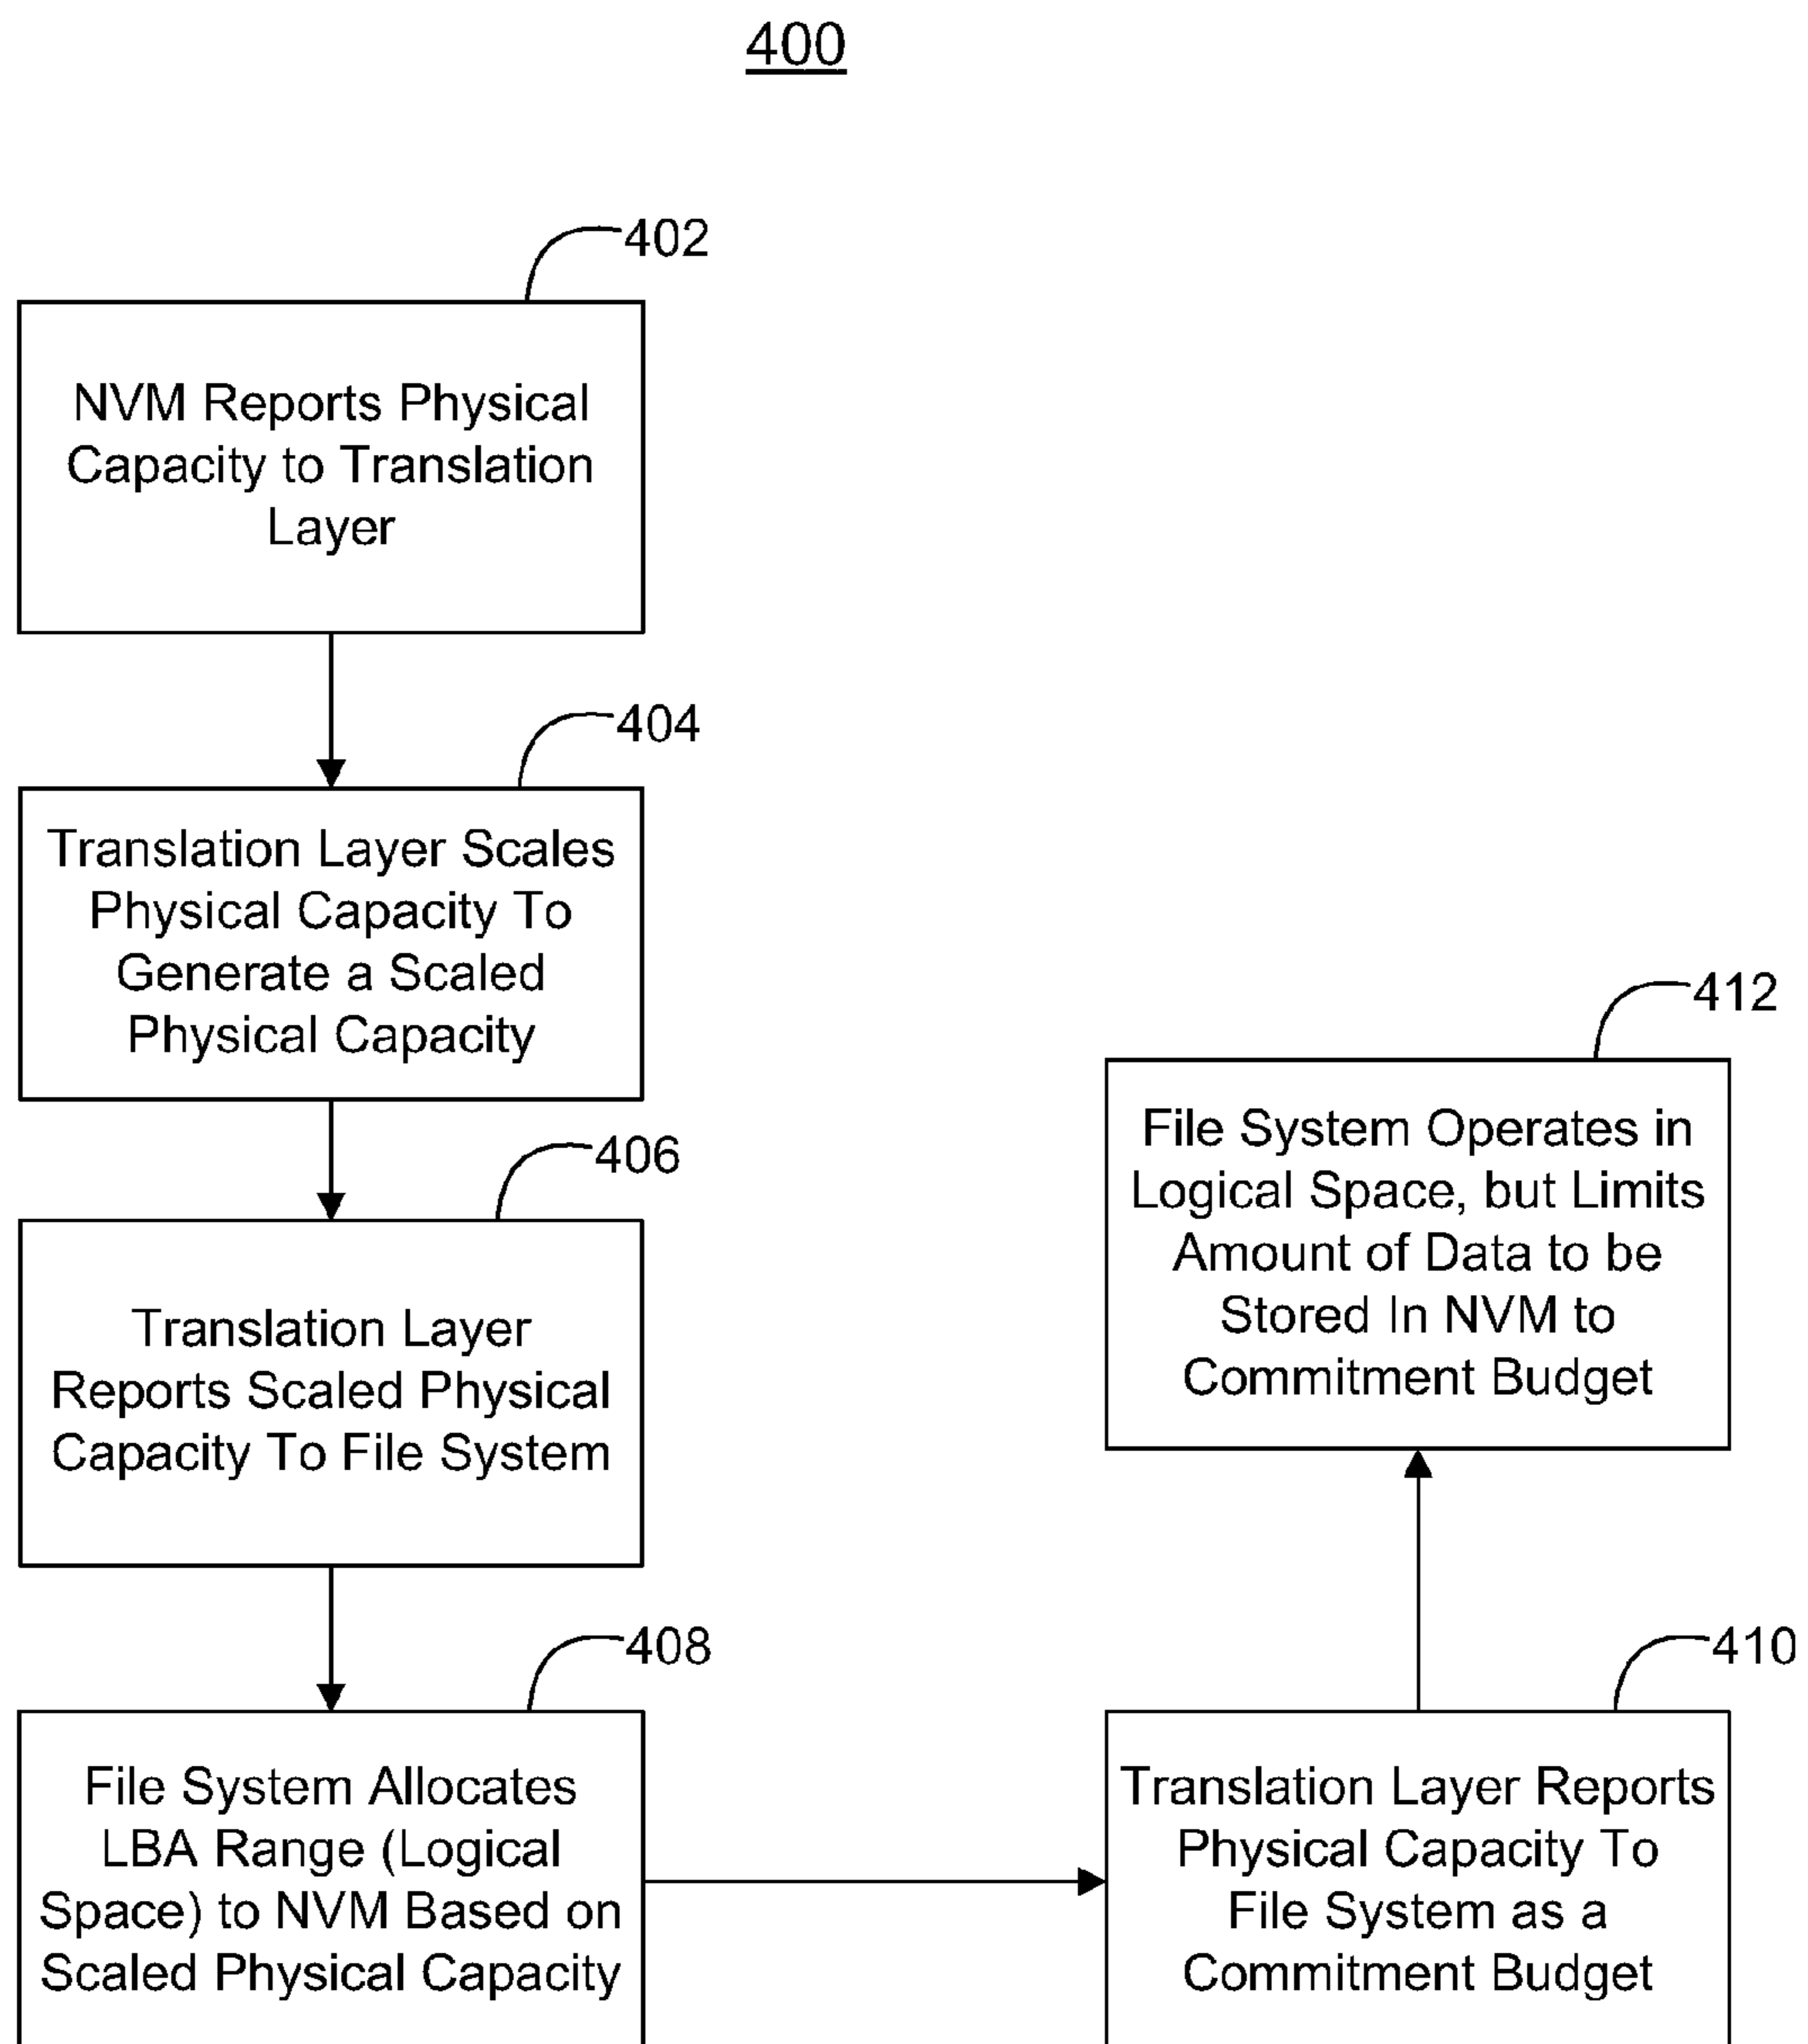 400
402
NVM Reports Physical
Capacity to Translation
Layer
404
Translation Layer Scales
Physical Capacity To
Generate a Scaled
Physical Capacity
406
Translation Layer
Reports Scaled Physical
Capacity To File System
408
File System Allocates
LBA Range (Logical
Space) to NVM Based on
Scaled Physical Capacity
410
Translation Layer Reports
Physical Capacity To
File System as a
Commitment Budget
412
File System Operates in
Logical Space, but Limits
Amount of Data to be
Stored In NVM to
Commitment Budget